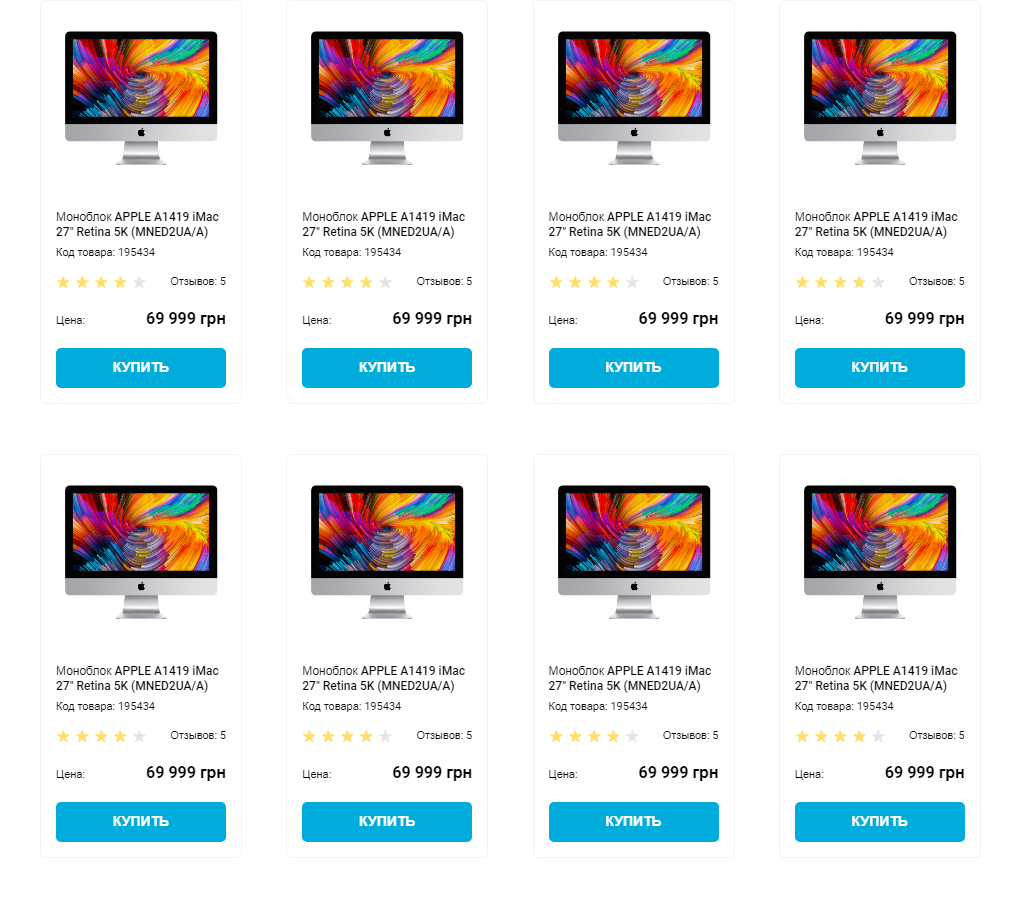 Моноблок APPLE A1419 iMac
27" Retina 5K (MNED2UA/A)
Код товара: 195434
Отзывов: 5
Цена: 69 999 грн
КУПИТЬ
Моноблок APPLE A1419 iMac
27" Retina 5K (MNED2UA/A)
Код товара: 195434
Отзывов: 5
Цена: 69 999 грн
КУПИТЬ
Моноблок APPLE A1419 iMac
27" Retina 5K (MNED2UA/A)
Код товара: 195434
Отзывов: 5
Цена: 69 999 грн
КУПИТЬ
Моноблок APPLE A1419 iMac
27" Retina 5K (MNED2UA/A)
Код товара: 195434
Отзывов: 5
Цена: 69 999 грн
КУПИТЬ
Моноблок APPLE A1419 iMac
27" Retina 5K (MNED2UA/A)
Код товара: 195434
Отзывов: 5
Цена: 69 999 грн
КУПИТЬ
Моноблок APPLE A1419 iMac
27" Retina 5K (MNED2UA/A)
Код товара: 195434
Отзывов: 5
Цена: 69 999 грн
КУПИТЬ
Моноблок APPLE A1419 iMac
27" Retina 5K (MNED2UA/A)
Код товара: 195434
Отзывов: 5
Цена: 69 999 грн
КУПИТЬ
Моноблок APPLE A1419 iMac
27" Retina 5K (MNED2UA/A)
Код товара: 195434
Отзывов: 5
Цена: 69 999 грн
КУПИТЬ